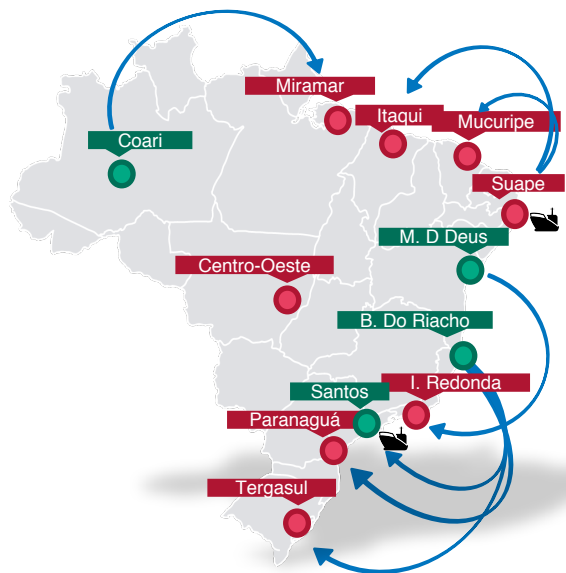 Miramar
Itaqui
Mucuripe
Coari
Suape
M. D Deus
Centro-Oeste
B. Do Riacho
I. Redonda
Santos
Paranaguá
Tergasul